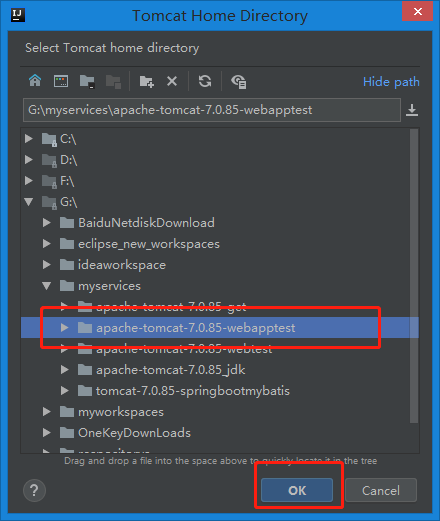 Tomcat Home Directory
Select Tomcat home directory
Hide path
G:\myservices\apache-tomcat-7.0.85-webapptest
C:\
D:\
F:\
G:\
BaiduNetdiskDownload
eclipse_new_workspaces
ideaworkspace
myservices
apache-tomcat-7.0.85-get
apache-tomcat-7.0.85-webapptest
apache-tomcat-7.0.85-webtest
apache-tomcat-7.0.85_jdk
tomcat-7.0.85-springbootmybatis
myworkspaces
OneKeyDownLoads
Drag and drop a file into the space above to quickly locate it in the tree
?
OK
Cancel